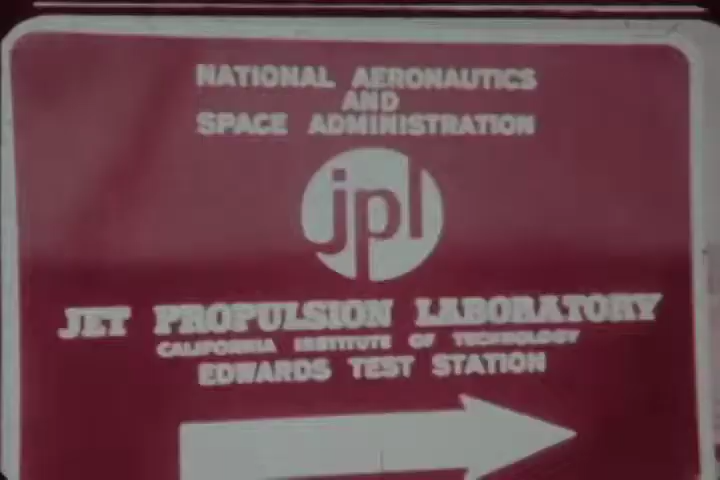 NATIONAL AERONAUTICS
AND
SPACE ADMINISTRATION
jpl
JET PROPULSION LABORATORY
CALIFORNIA INSTITUTE OF TECHNOLOGY
EDWARDS TEST STATION